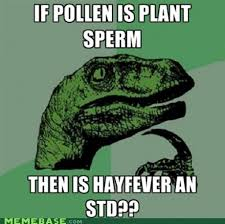 IF POLLEN IS PLANT
SPERM
THEN IS HAYFEVER AN
STD??
MEMEBASE.COM